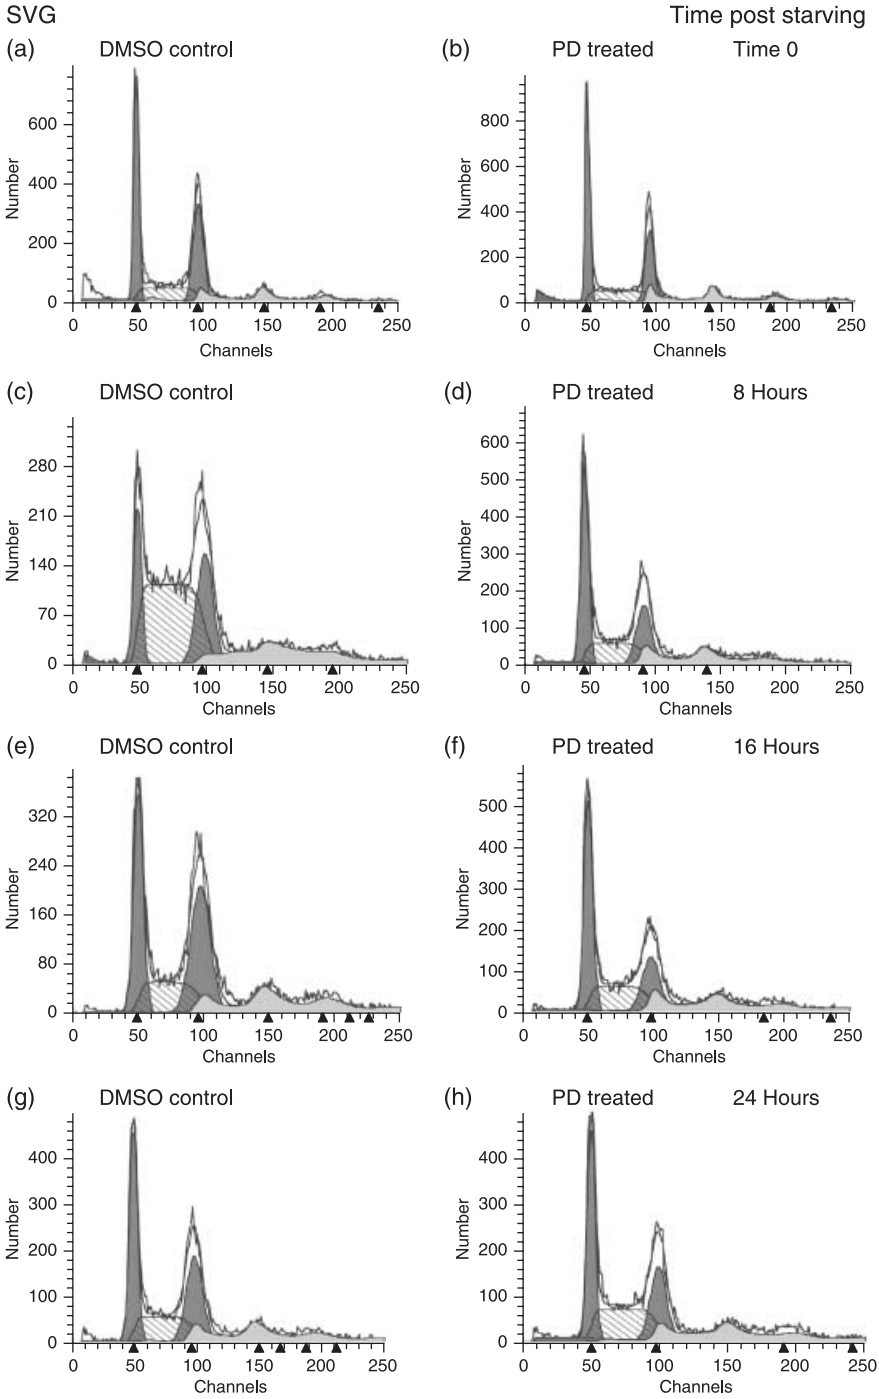 SVG Time post starving
(a) DMSO control (b) PD treated Time 0
Number
600
400
200
0
0 50 100 150 200 250
Channels
Number
800
600
400
200
0
0 50 100 150 200 250
Channels
(c) DMSO control (d) PD treated 8 Hours
Number
280
210
140
70
0
0 50 100 150 200 250
Channels
Number
600
500
400
300
200
100
0
0 50 100 150 200 250
Channels
(e) DMSO control (f) PD treated 16 Hours
Number
320
240
160
80
0
0 50 100 150 200 250
Channels
Number
500
400
300
200
100
0
0 50 100 150 200 250
Channels
(g) DMSO control (h) PD treated 24 Hours
Number
400
300
200
100
0
0 50 100 150 200 250
Channels
Number
400
300
200
100
0
0 50 100 150 200 250
Channels